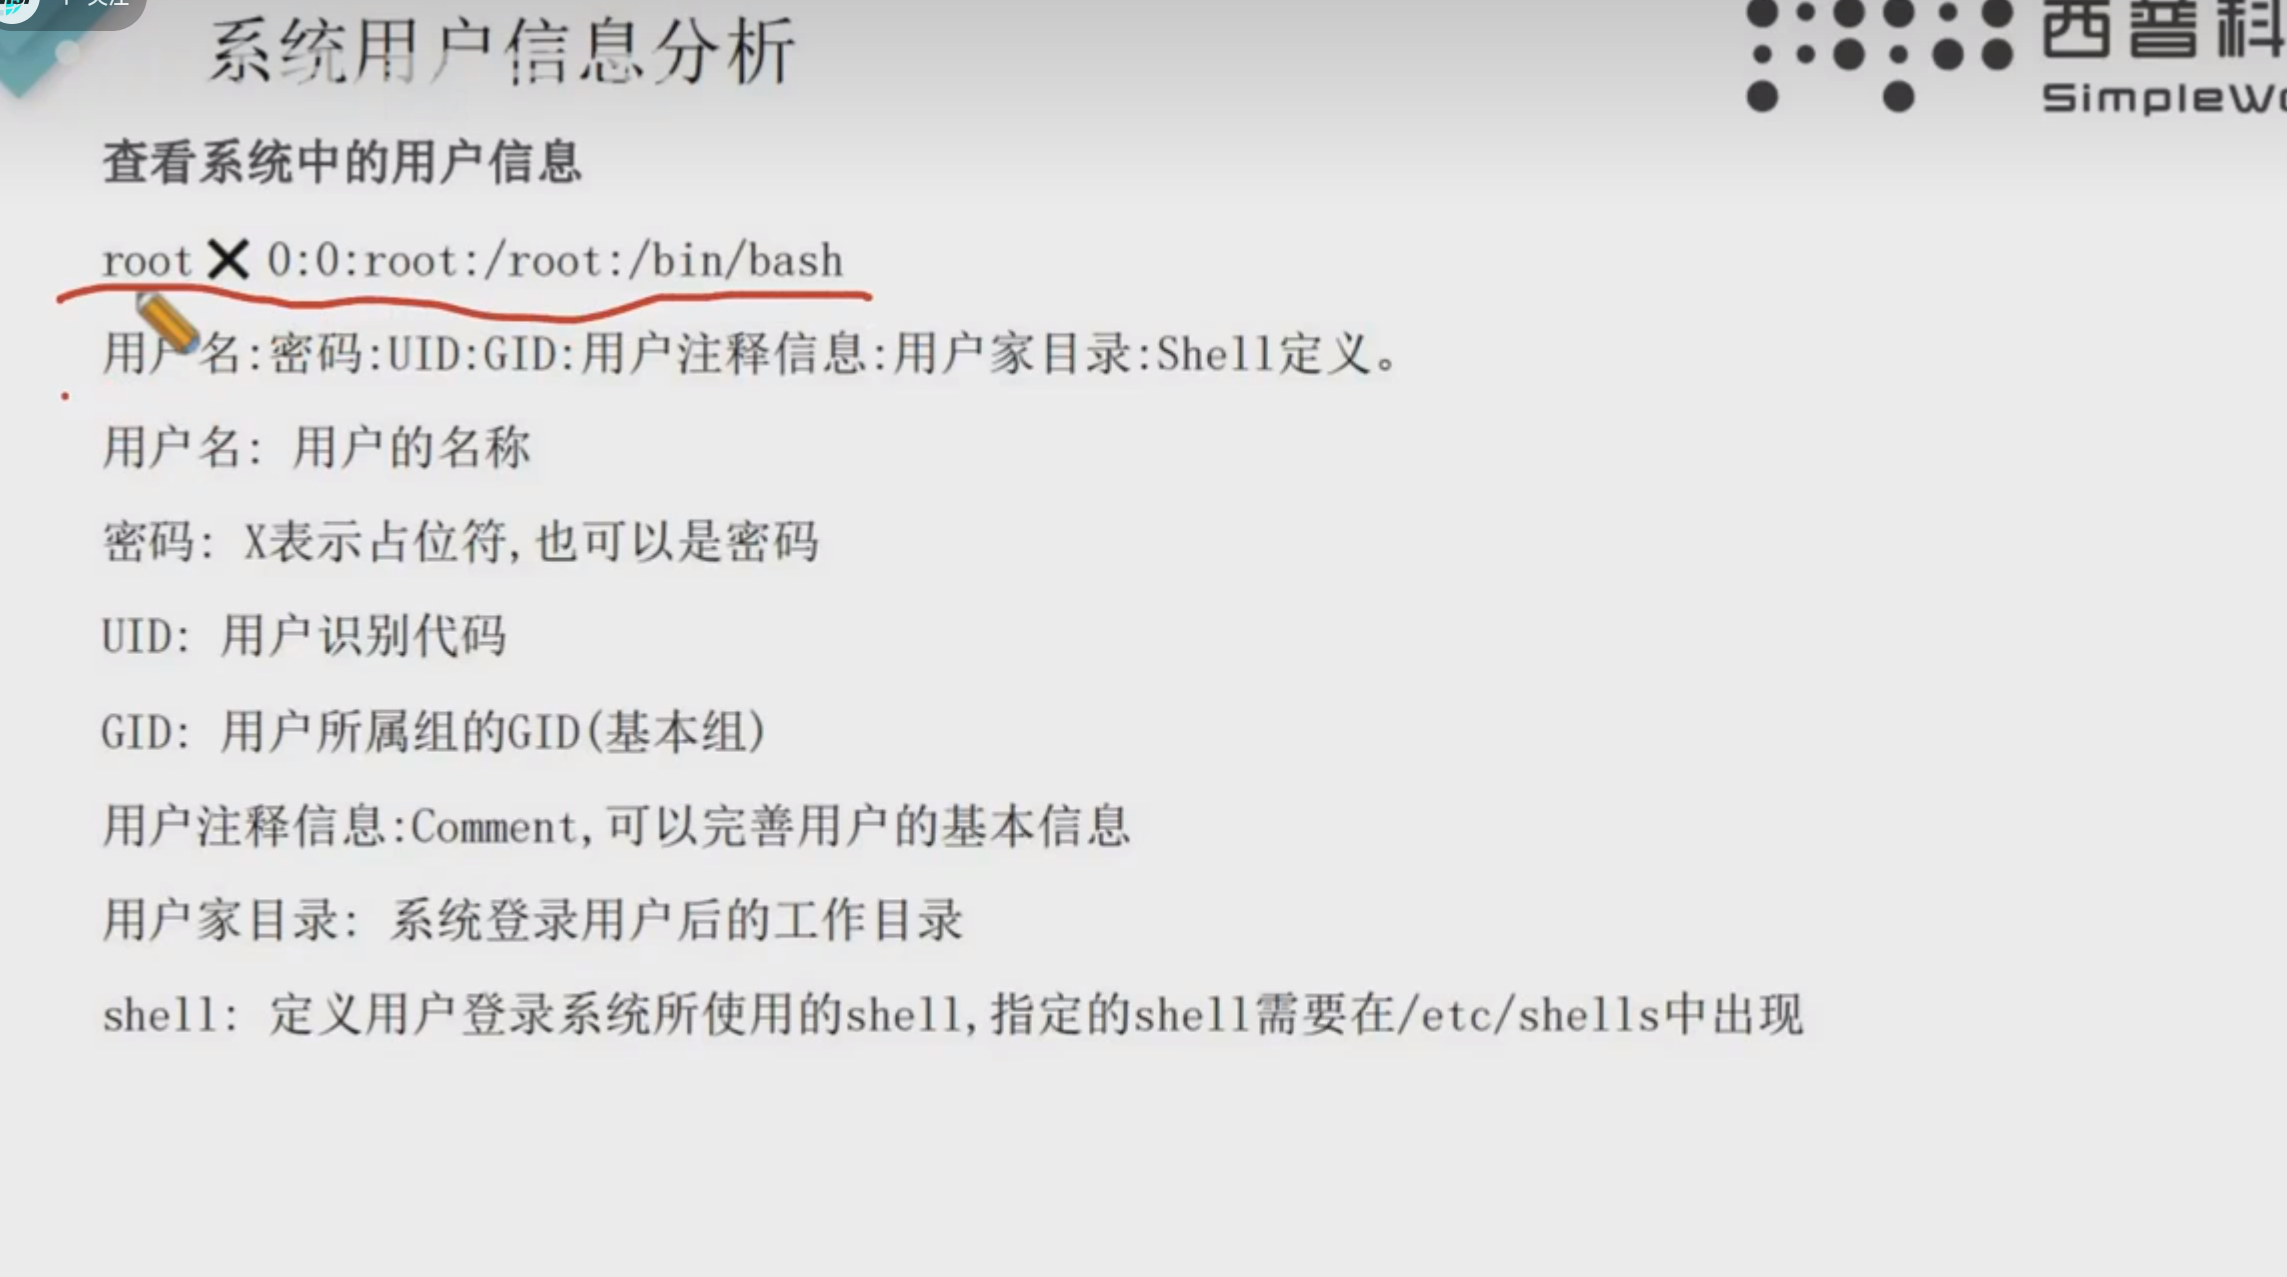 关注
系统用户信息分析
西普科
SimpleWo
查看系统中的用户信息
root❌0:0:root:/root:/bin/bash
用户名:密码:UID:GID:用户注释信息:用户家目录:Shell定义。
用户名: 用户的名称
密码: X表示占位符,也可以是密码
UID: 用户识别代码
GID: 用户所属组的GID(基本组)
用户注释信息:Comment,可以完善用户的基本信息
用户家目录: 系统登录用户后的工作目录
shell: 定义用户登录系统所使用的shell,指定的shell需要在/etc/shells中出现